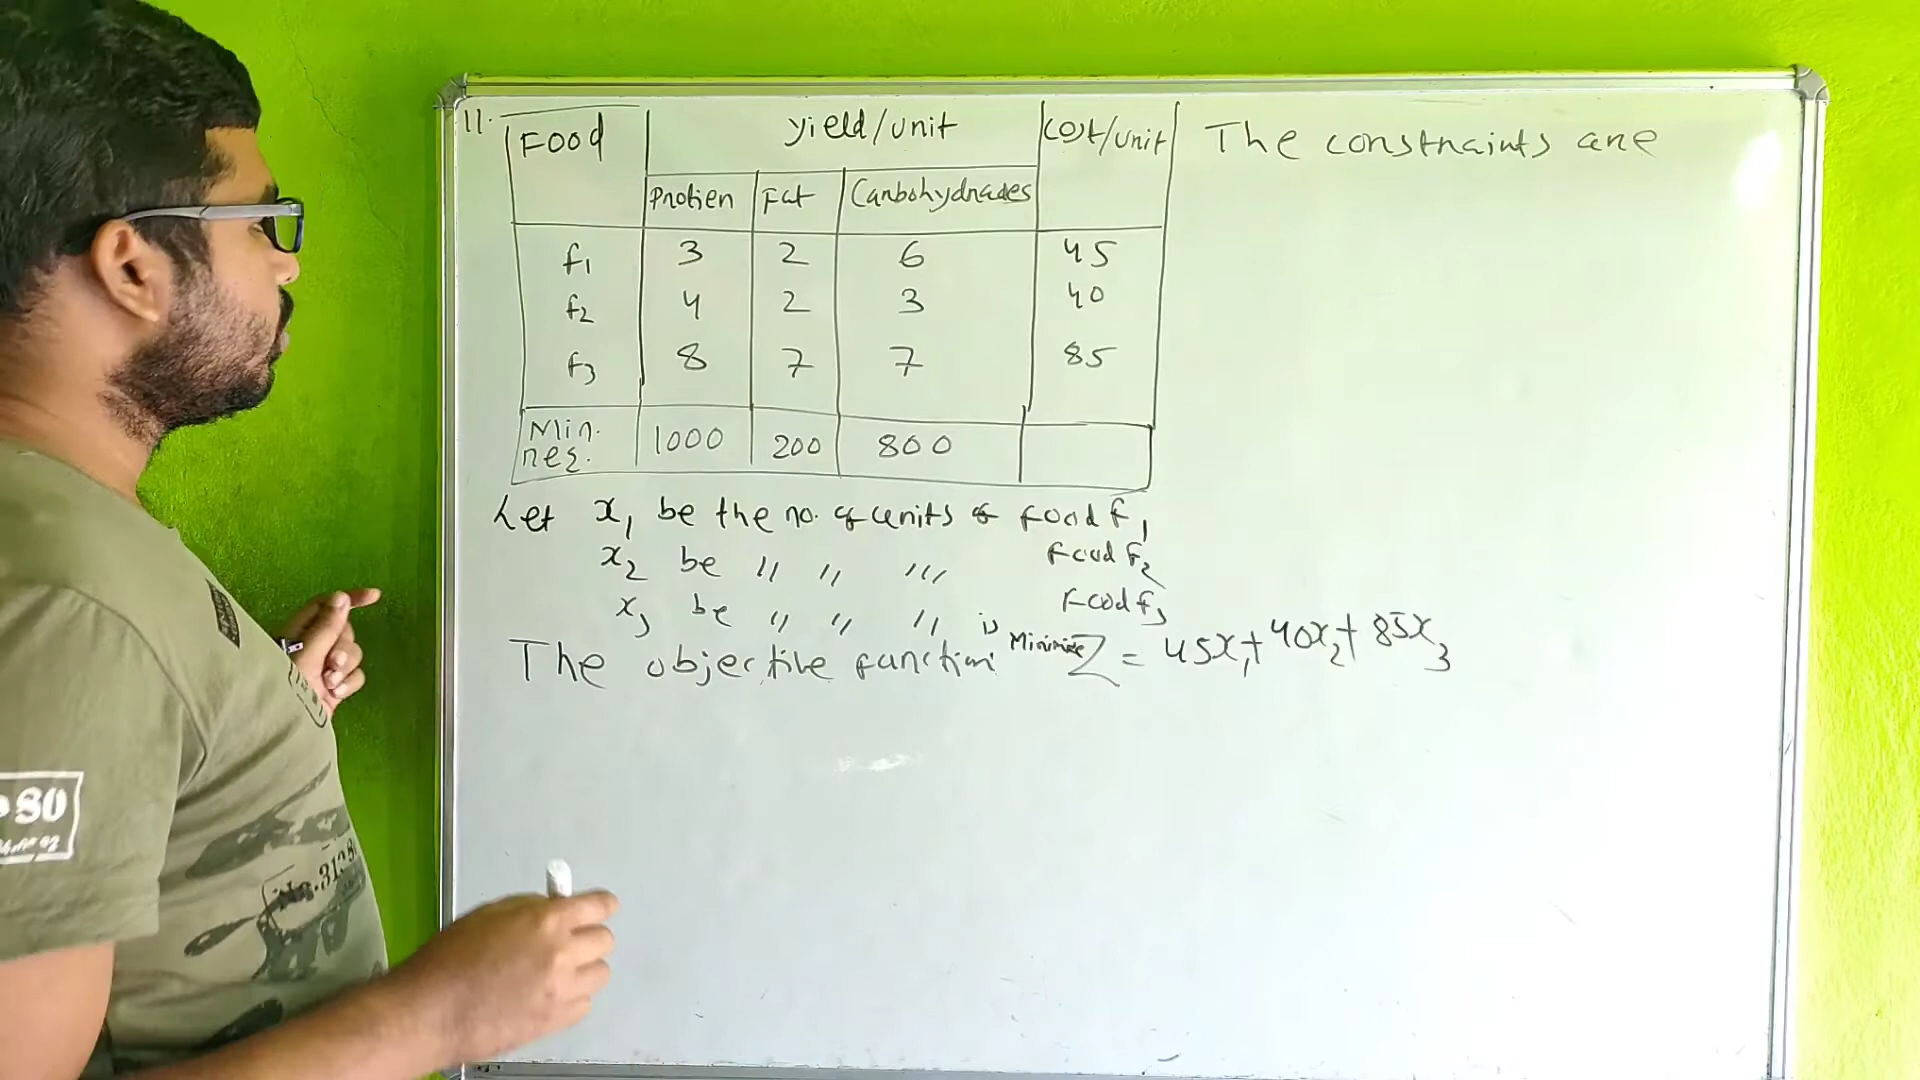 11.
Food yield/unit cost/unit The constraints are
Protien Fat Carbohydrades
f1 3 2 6 45
f2 4 2 3 40
f3 8 7 7 85
Min. req. 1000 200 800
Let x1 be the no. of units of food F1
x2 be " " " food F2
x3 be " " " food f3
The objective function is Minimize Z = 45x1 + 40x2 + 85x3
80
No.3138